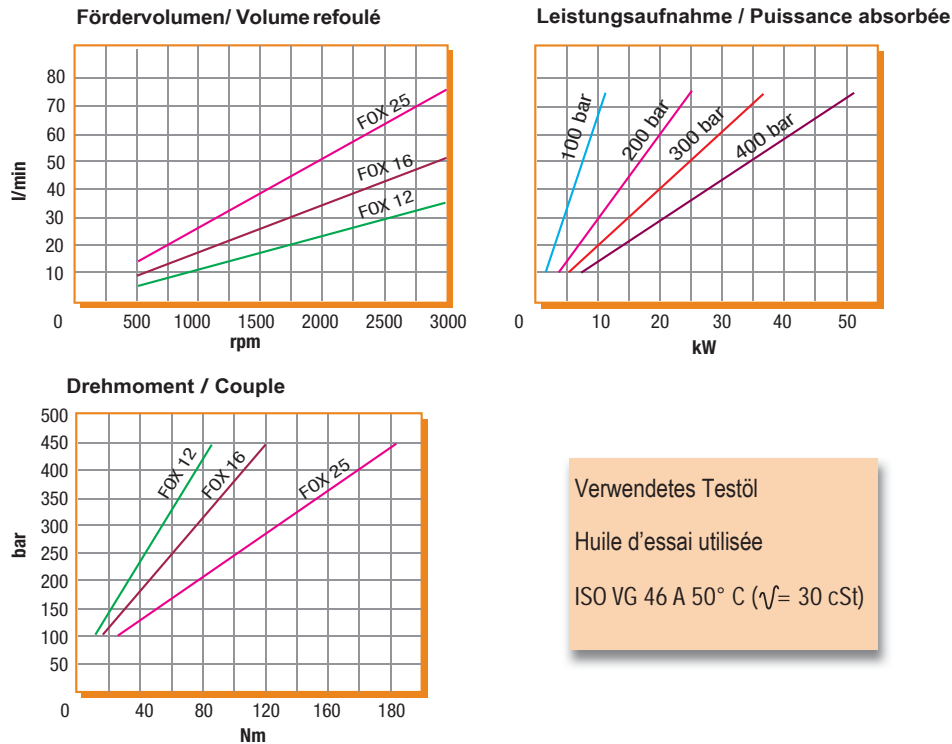 Fördervolumen/ Volume refoulé
l/min
80
70
60
50
40
30
20
10
0
500 1000 1500 2000 2500 3000
rpm
FOX 25
FOX 16
FOX 12
Leistungsaufnahme / Puissance absorbée
100 bar
200 bar
300 bar
400 bar
0 10 20 30 40 50
kW
Drehmoment / Couple
bar
500
450
400
350
300
250
200
150
100
50
0 40 80 120 160 180
Nm
FOX 12
FOX 16
FOX 25
Verwendetes Testöl
Huile d'essai utilisée
ISO VG 46 A 50° C (√= 30 cSt)